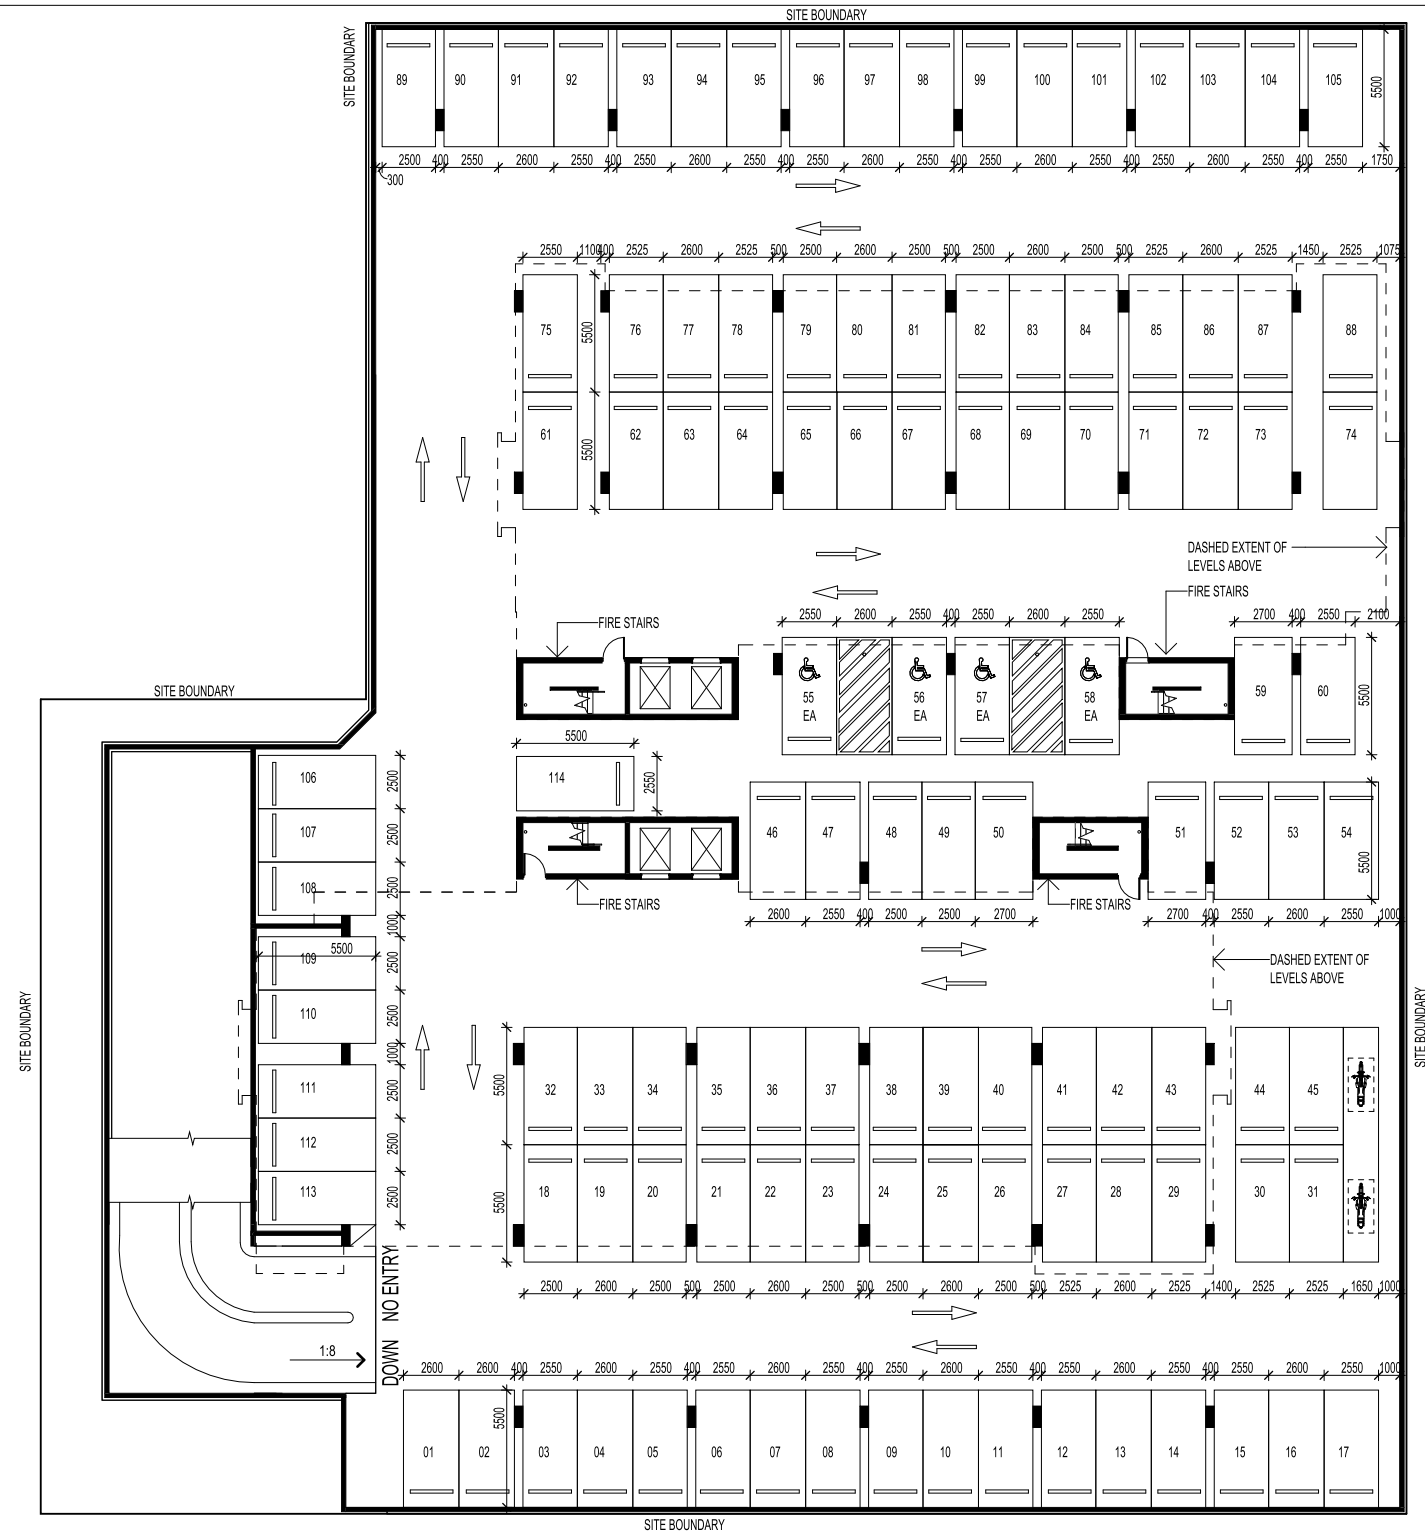 SITE BOUNDARY
SITE BOUNDARY
89 90 91 92 93 94 95 96 97 98 99 100 101 102 103 104 105
5500
2500 400 2550 2600 2550 400 2550 2600 2550 400 2550 2600 2550 400 2550 2600 2550 400 2550 2600 2550 400 2550 1750
300
2550 1100 400 2525 2600 2525 500 2500 2600 2500 500 2500 2600 2500 500 2525 2600 2525 1450 2525 1075
75 76 77 78 79 80 81 82 83 84 85 86 87 88
5500
61 62 63 64 65 66 67 68 69 70 71 72 73 74
5500
DASHED EXTENT OF
LEVELS ABOVE
FIRE STAIRS
FIRE STAIRS
2550 2600 2550 400 2550 2600 2550 2700 400 2550 2100
55 56 57 58 59 60
EA EA EA EA
5500
SITE BOUNDARY
5500
114
2550
106
2500
107
2500
108
2500
1000
46 47 48 49 50 51 52 53 54
5500
FIRE STAIRS
FIRE STAIRS
2600 2550 400 2500 2500 2700 2700 400 2550 2600 2550 1000
5500
109
2500
110
2500
1000
DASHED EXTENT OF
LEVELS ABOVE
SITE BOUNDARY
SITE BOUNDARY
111
2500
112
2500
113
2500
32 33 34 35 36 37 38 39 40 41 42 43 44 45
5500
18 19 20 21 22 23 24 25 26 27 28 29 30 31
5500
2500 2600 2500 500 2500 2600 2500 500 2500 2600 2500 500 2525 2600 2525 1400 2525 2525 1650 1000
DOWN NO ENTRY
1:8
2600 2600 400 2550 2600 2550 400 2550 2600 2550 400 2550 2600 2550 400 2550 2600 2550 400 2550 2600 2550 1000
5500
01 02 03 04 05 06 07 08 09 10 11 12 13 14 15 16 17
SITE BOUNDARY